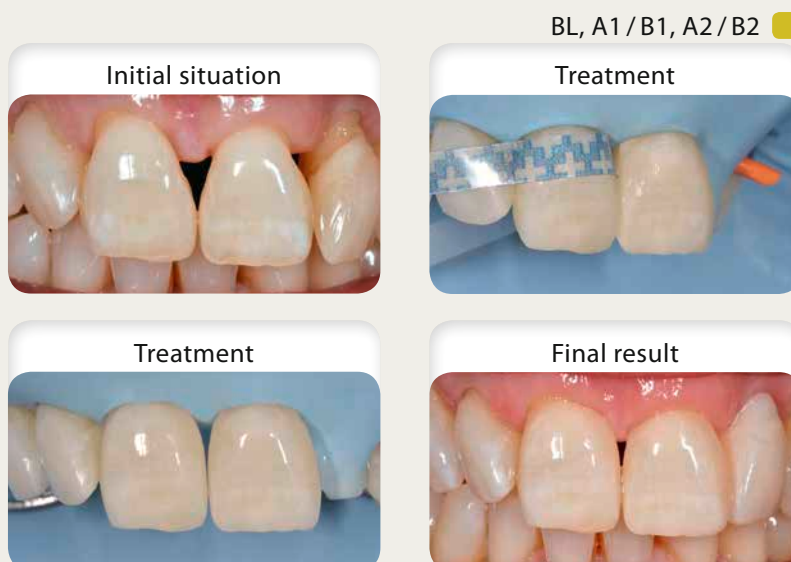 BL, A1 / B1, A2 / B2
Initial situation
Treatment
Treatment
Final result